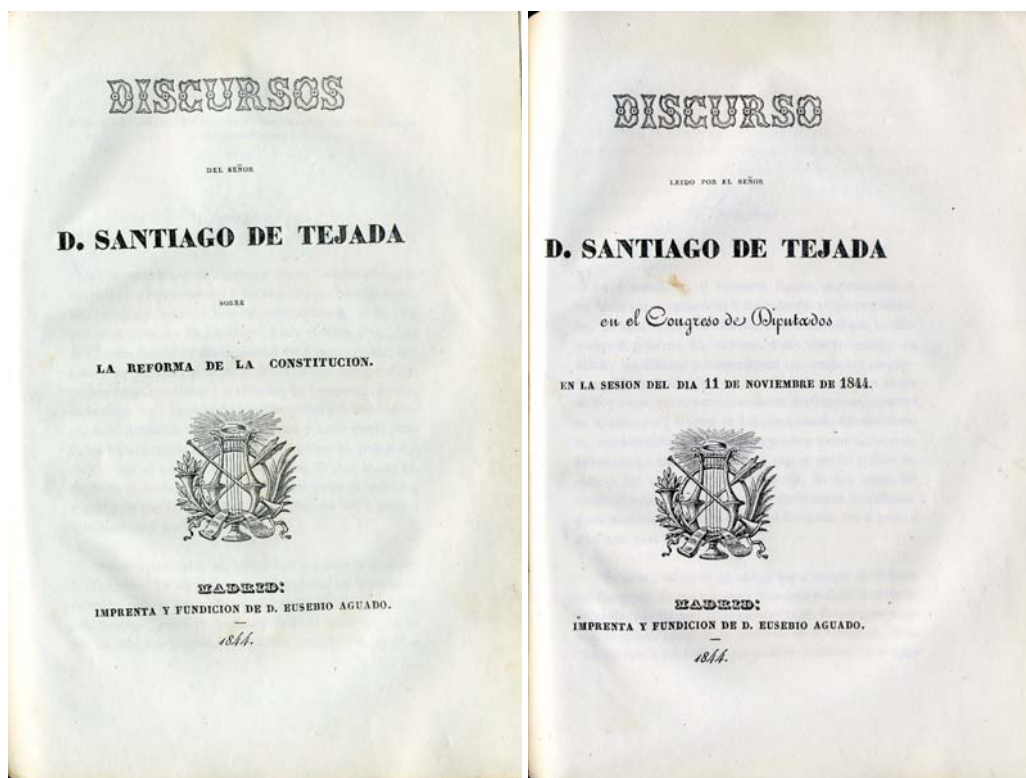 DISCURSOS
DEL SEÑOR
D. SANTIAGO DE TEJADA
SOBRE
LA REFORMA DE LA CONSTITUCION.
MADRID:
IMPRENTA Y FUNDICION DE D. EUSEBIO AGUADO.
1844.
DISCURSO
LEIDO POR EL SEÑOR
D. SANTIAGO DE TEJADA
en el Congreso de Diputados
EN LA SESION DEL DIA 11 DE NOVIEMBRE DE 1844.
MADRID:
IMPRENTA Y FUNDICION DE D. EUSEBIO AGUADO.
1844.